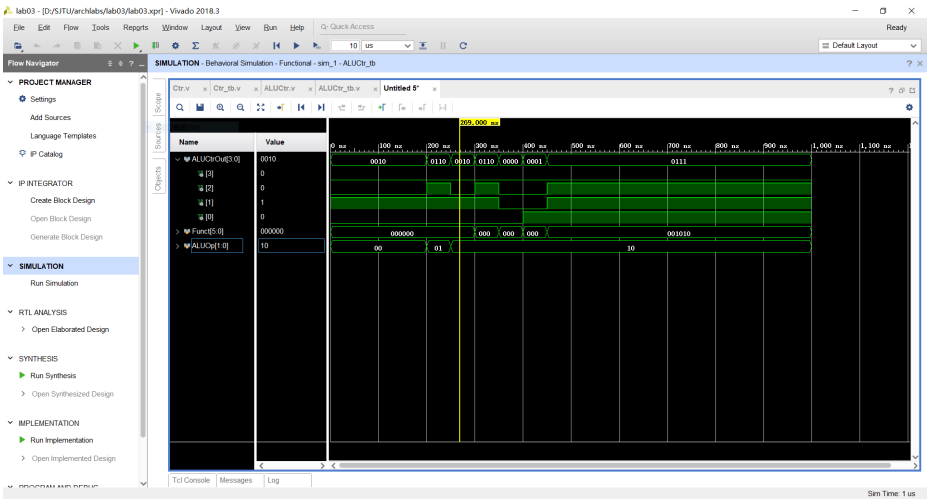 lab03 - [D:/SJTU/archlabs/lab03/lab03.xpr] - Vivado 2018.3
File Edit Flow Tools Reports Window Layout View Run Help Q- Quick Access Ready
10 us Default Layout
Flow Navigator
SIMULATION - Behavioral Simulation - Functional - sim_1 - ALUCtr_tb
PROJECT MANAGER
Settings
Add Sources
Language Templates
IP Catalog
IP INTEGRATOR
Create Block Design
Open Block Design
Generate Block Design
SIMULATION
Run Simulation
RTL ANALYSIS
Open Elaborated Design
SYNTHESIS
Run Synthesis
Open Synthesized Design
IMPLEMENTATION
Run Implementation
Open Implemented Design
PROGRAM AND DEBUG
Scope
Sources
Objects
Ctr.v Ctr_tb.v ALUCtr.v ALUCtr_tb.v Untitled 5*
269.000 ns
Name Value
0 ns 100 ns 200 ns 300 ns 400 ns 500 ns 600 ns 700 ns 800 ns 900 ns 1,000 ns 1,100 ns
ALUCtrOut[3:0] 0010 0010 0110 0010 0110 0000 0001 0111
[3] 0
[2] 0
[1] 1
[0] 0
Funct[5:0] 000000 000000 000 000 000 001010
ALUOp[1:0] 10 00 01 10
Tcl Console Messages Log
Sim Time: 1 us